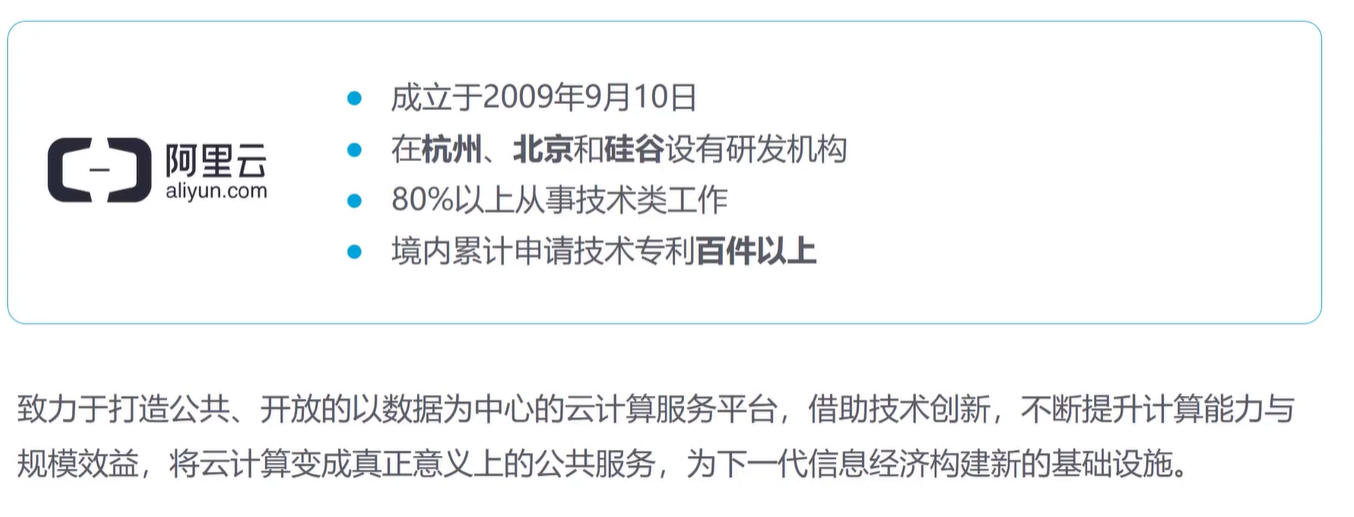 阿里云
aliyun.com
成立于2009年9月10日
在杭州、北京和硅谷设有研发机构
80%以上从事技术类工作
境内累计申请技术专利百件以上
致力于打造公共、开放的以数据为中心的云计算服务平台，借助技术创新，不断提升计算能力与
规模效益，将云计算变成真正意义上的公共服务，为下一代信息经济构建新的基础设施。